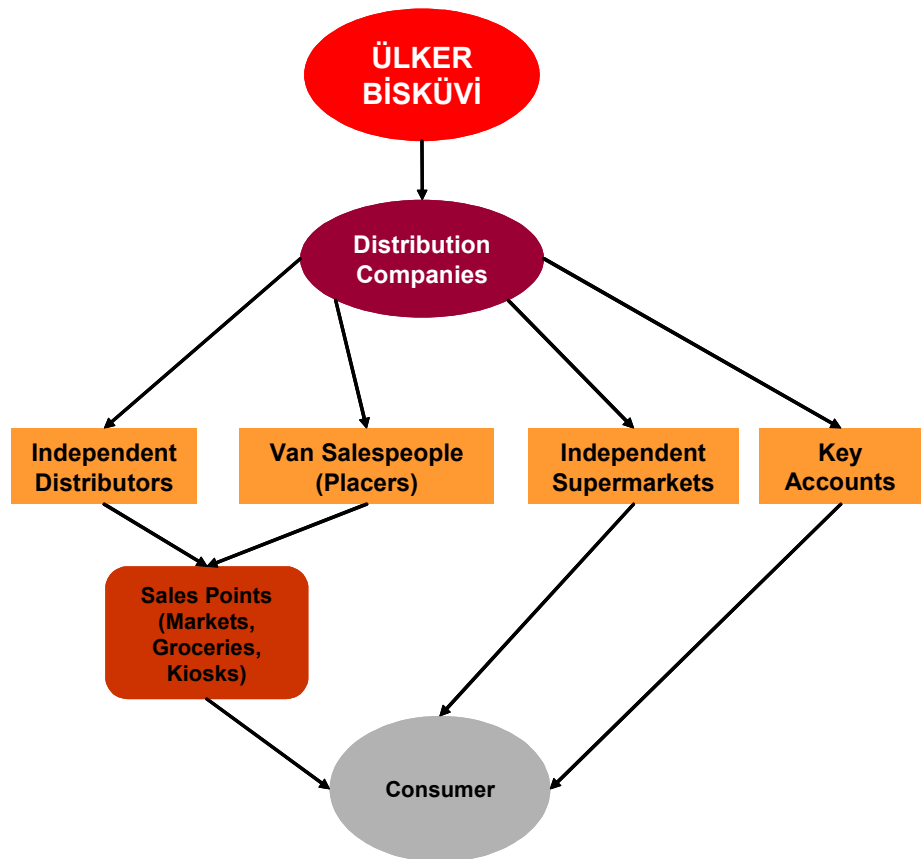 ÜLKER
BİSKÜVİ
Distribution
Companies
Independent
Distributors
Van Salespeople
(Placers)
Independent
Supermarkets
Key
Accounts
Sales Points
(Markets,
Groceries,
Kiosks)
Consumer